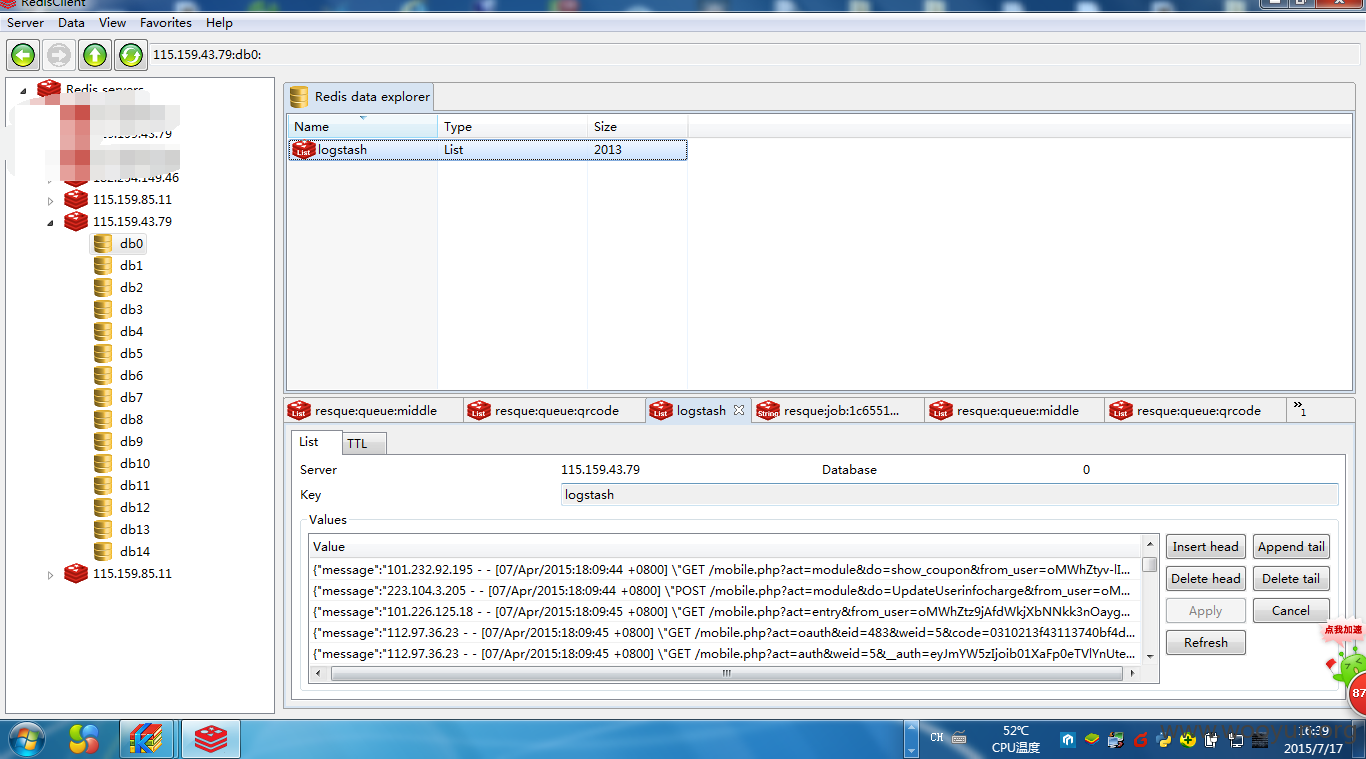 RedisClient
Server Data View Favorites Help
115.159.43.79:db0:
Redis servers
182.254.149.46
115.159.85.11
115.159.43.79
db0
db1
db2
db3
db4
db5
db6
db7
db8
db9
db10
db11
db12
db13
db14
115.159.85.11
Redis data explorer
Name Type Size
List logstash List 2013
List resque:queue:middle List resque:queue:qrcode List logstash String resque:job:1c6551... List resque:queue:middle List resque:queue:qrcode »1
List TTL
Server 115.159.43.79 Database 0
Key logstash
Values
Value
{"message":"101.232.92.195 - - [07/Apr/2015:18:09:44 +0800] \"GET /mobile.php?act=module&do=show_coupon&from_user=oMWhZtyv-lI...
{"message":"223.104.3.205 - - [07/Apr/2015:18:09:44 +0800] \"POST /mobile.php?act=module&do=UpdateUserinfocharge&from_user=oM...
{"message":"101.226.125.18 - - [07/Apr/2015:18:09:45 +0800] \"GET /mobile.php?act=entry&from_user=oMWhZtz9jAfdWkjXbNNkk3nOayg...
{"message":"112.97.36.23 - - [07/Apr/2015:18:09:45 +0800] \"GET /mobile.php?act=oauth&eid=483&weid=5&code=0310213f43113740bf4d...
{"message":"112.97.36.23 - - [07/Apr/2015:18:09:45 +0800] \"GET /mobile.php?act=auth&weid=5&__auth=eyJmYW5zIjoib01XaFp0eTVlYnUte...
Insert head Append tail
Delete head Delete tail
Apply Cancel
Refresh
点我加速
87
CH
52℃
CPU温度
16:39
2015/7/17